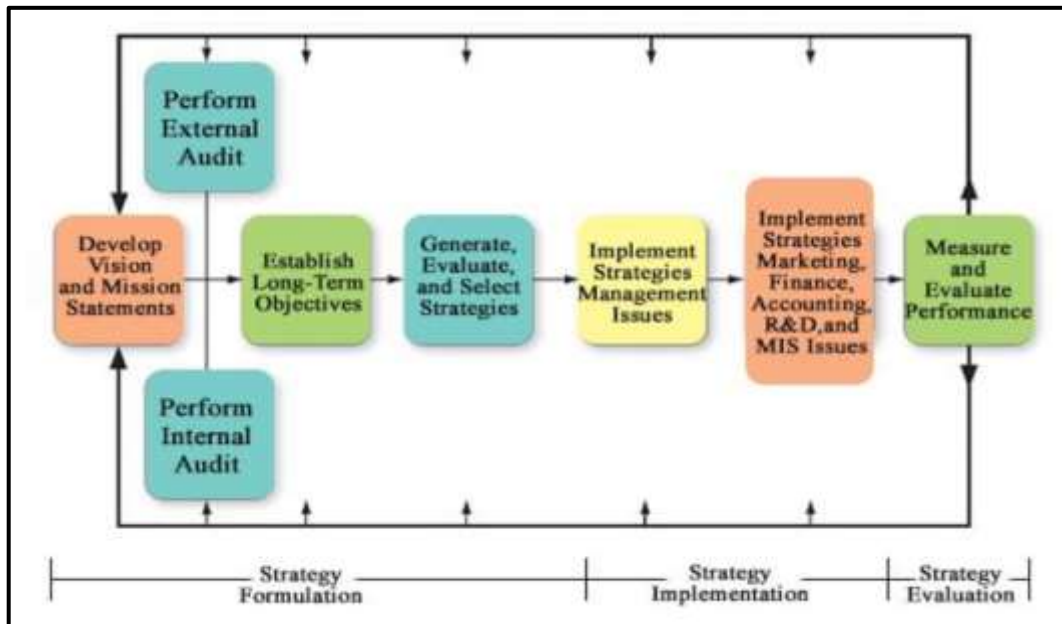 Perform
External
Audit
Develop
Vision
and Mission
Statements
Establish
Long-Term
Objectives
Generate,
Evaluate,
and Select
Strategies
Implement
Strategies
Management
Issues
Implement
Strategies
Marketing,
Finance,
Accounting,
R&D,and
MIS Issues
Measure
and
Evaluate
Performance
Perform
Internal
Audit
Strategy
Formulation
Strategy
Implementation
Strategy
Evaluation